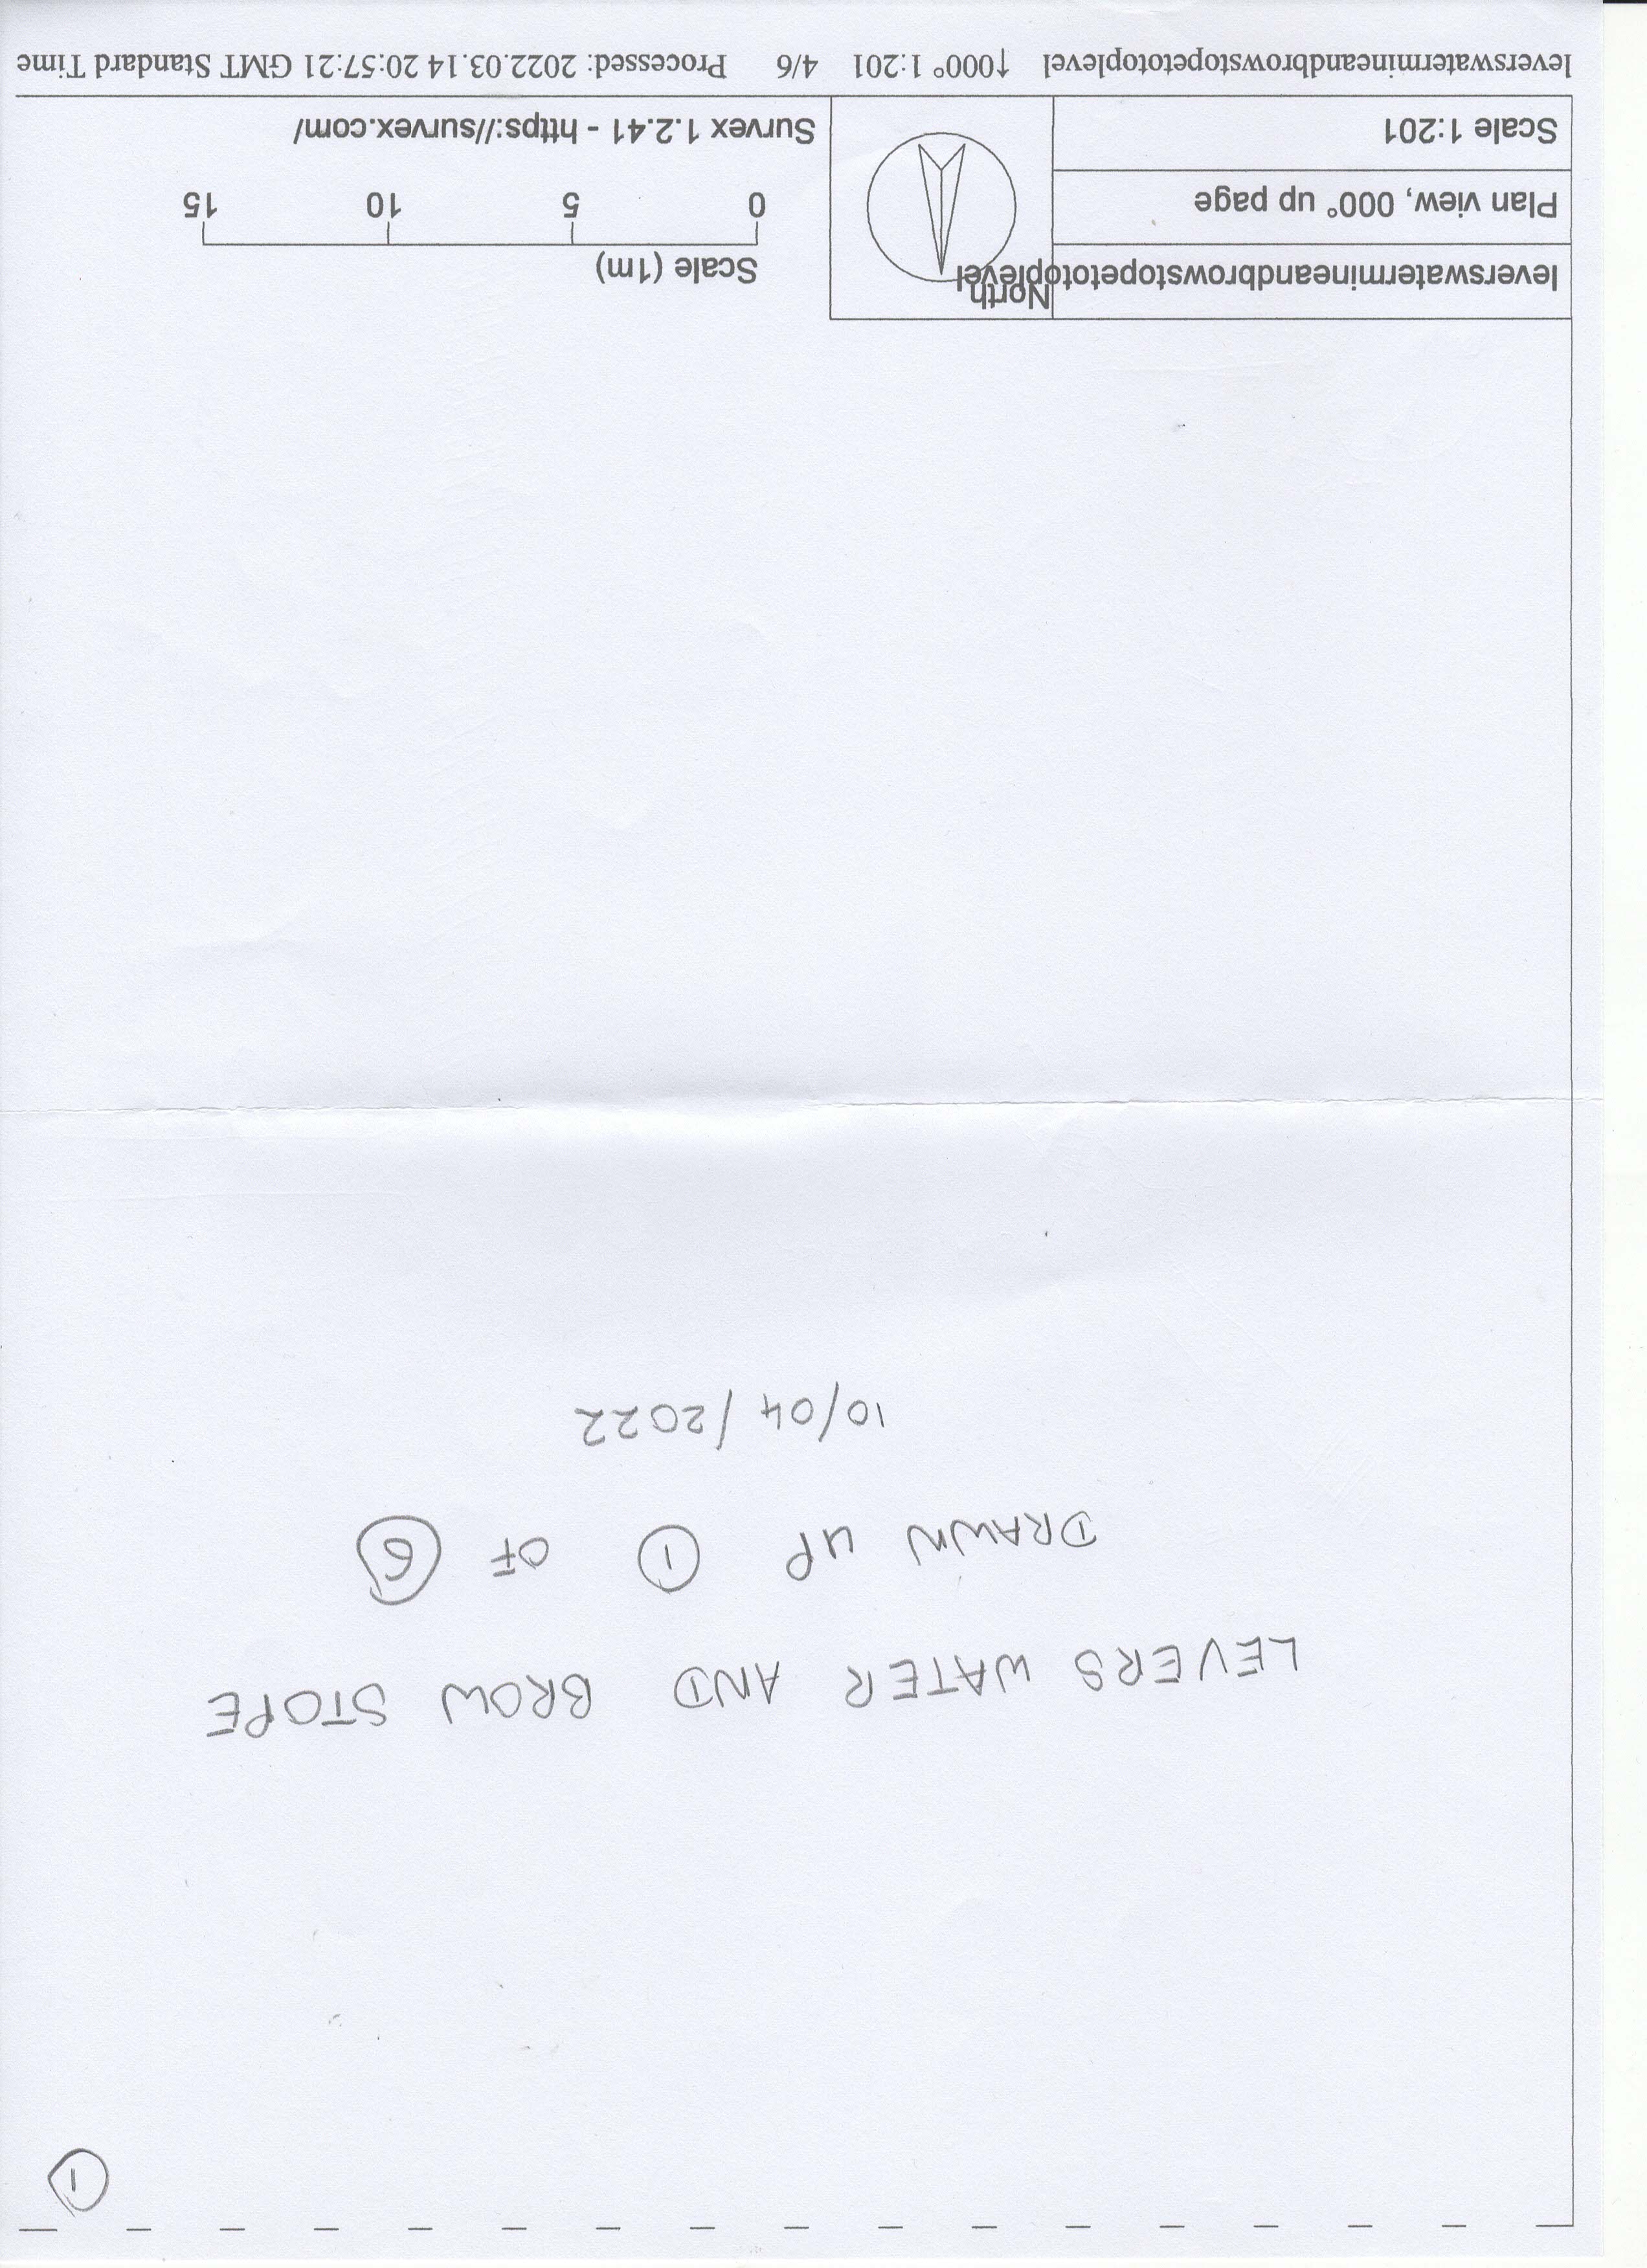 ①
LEVERS WATER AND BROW STOPE
DRAWN UP ① OF ⑥
10/04/2022
leverswatermineandbrowstopetotoplevel
North
Plan view, 000° up page
Scale 1:201
Scale (1m)
0 5 10 15
Survex 1.2.41 - https://survex.com/
leverswatermineandbrowstopetotoplevel ↑000° 1:201 4/6 Processed: 2022.03.14 20:57:21 GMT Standard Time